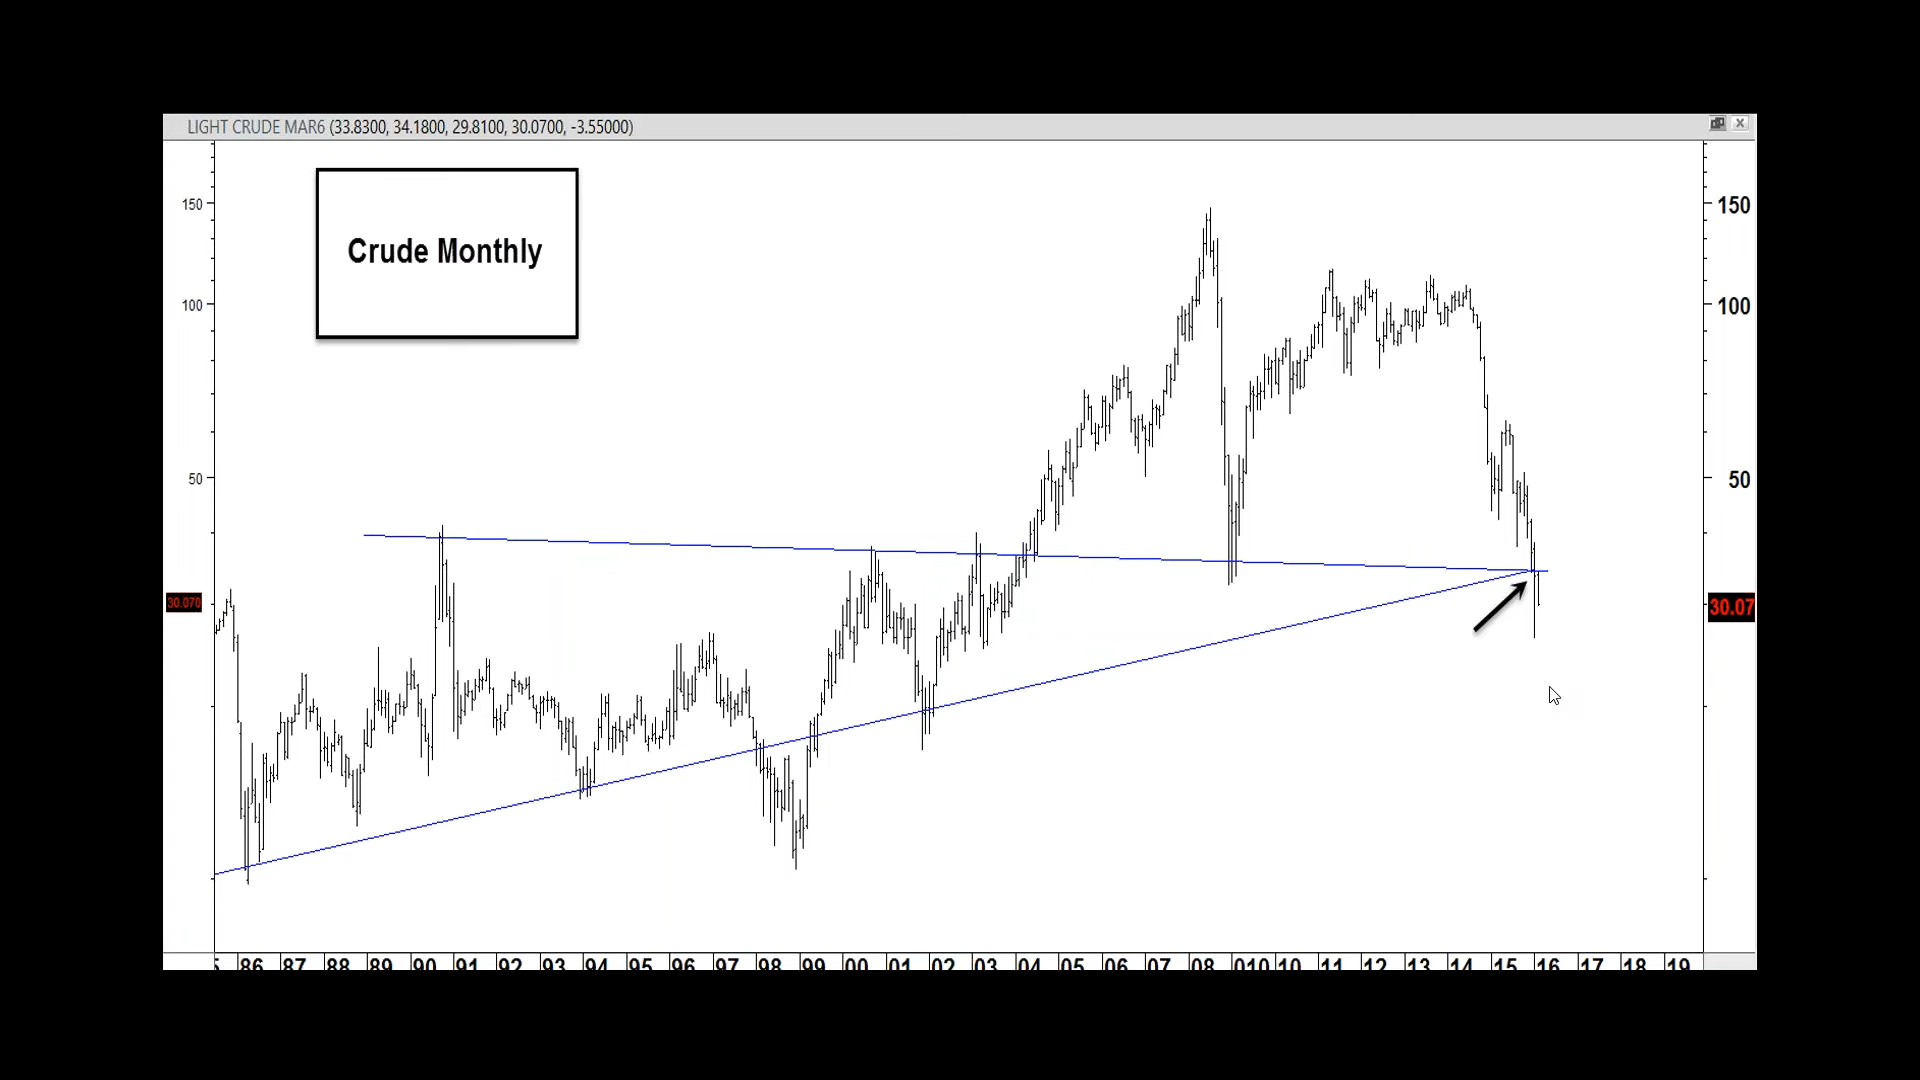 LIGHT CRUDE MAR6 (33.8300, 34.1800, 29.8100, 30.0700, -3.55000)
Crude Monthly
150 150
100 100
50 50
30.070 30.07
86 87 88 89 90 91 92 93 94 95 96 97 98 99 00 01 02 03 04 05 06 07 08 010 10 11 12 13 14 15 16 17 18 19